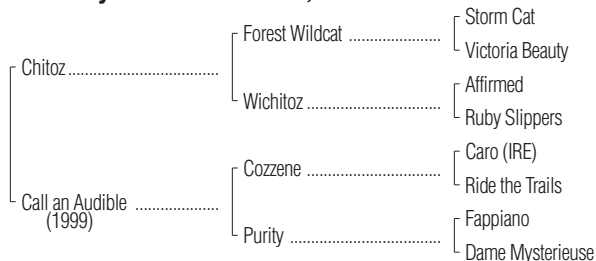 Storm Cat
Forest Wildcat ........................
Victoria Beauty
Chitoz .......................................
Affirmed
Wichitoz ...................................
Ruby Slippers
Caro (IRE)
Cozzene ...................................
Ride the Trails
Call an Audible ......................
(1999)
Fappiano
Purity .......................................
Dame Mysterieuse